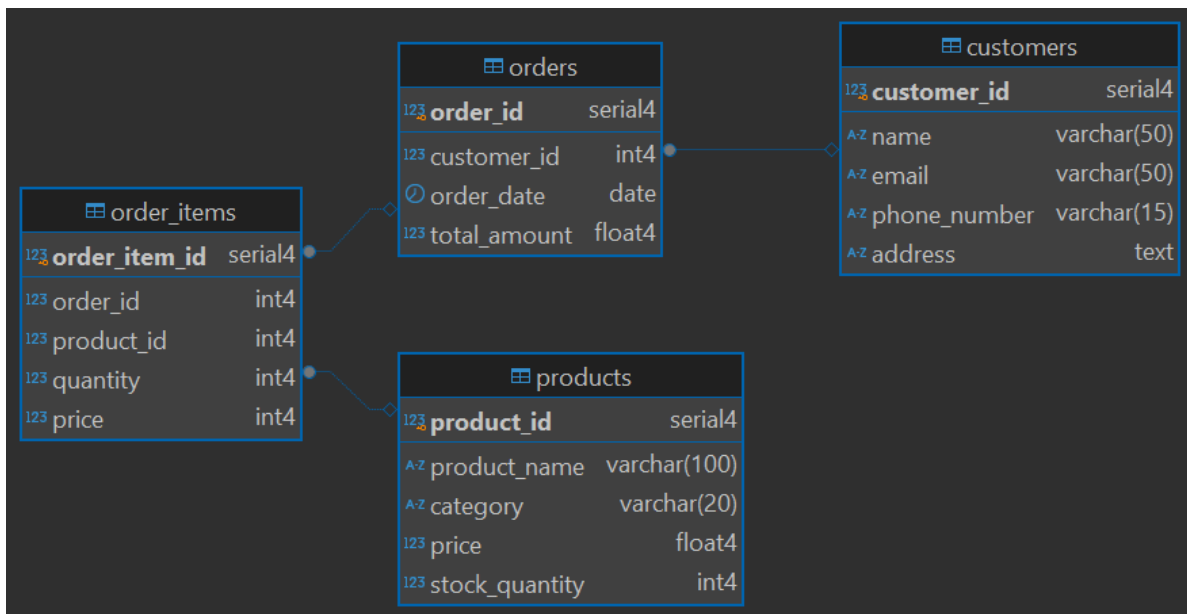 orders
order_id serial4
customer_id int4
order_date date
total_amount float4
customers
customer_id serial4
name varchar(50)
email varchar(50)
phone_number varchar(15)
address text
order_items
order_item_id serial4
order_id int4
product_id int4
quantity int4
price int4
products
product_id serial4
product_name varchar(100)
category varchar(20)
price float4
stock_quantity int4